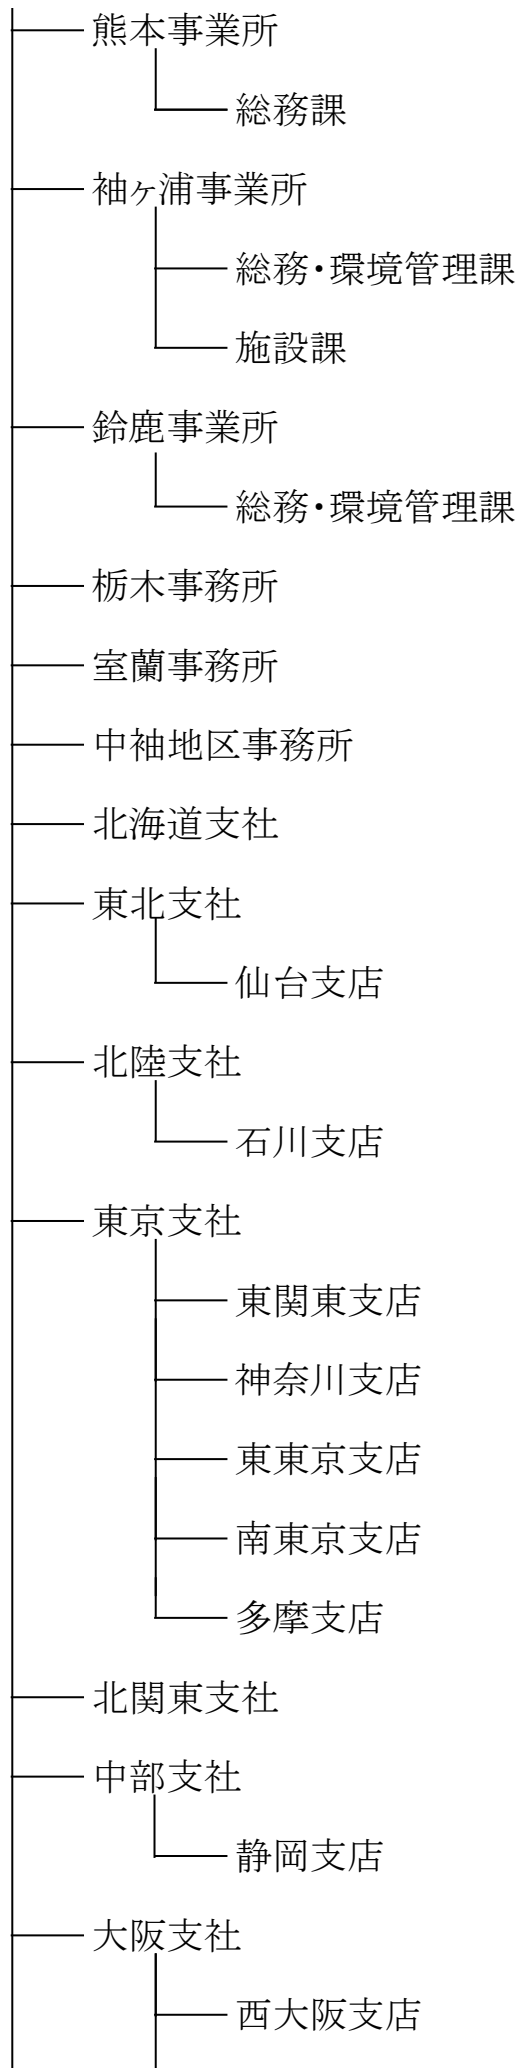 熊本事業所
総務課
袖ヶ浦事業所
総務・環境管理課
施設課
鈴鹿事業所
総務・環境管理課
栃木事務所
室蘭事務所
中袖地区事務所
北海道支社
東北支社
仙台支店
北陸支社
石川支店
東京支社
東関東支店
神奈川支店
東東京支店
南東京支店
多摩支店
北関東支社
中部支社
静岡支店
大阪支社
西大阪支店